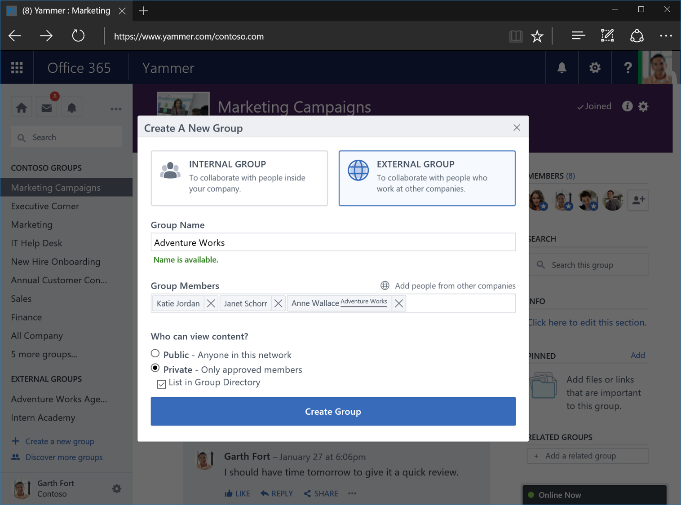 (8) Yammer : Marketing
https://www.yammer.com/contoso.com
Office 365
Yammer
?
Search
CONTOSO GROUPS
Marketing Campaigns
Executive Corner
Marketing
IT Help Desk
New Hire Onboarding
Annual Customer Con...
Sales
Finance
All Company
5 more groups...
EXTERNAL GROUPS
Adventure Works Age...
Intern Academy
+ Create a new group
Discover more groups
Garth Fort
Contoso
Marketing Campaigns
Joined
Create A New Group
INTERNAL GROUP
To collaborate with people inside
your company.
EXTERNAL GROUP
To collaborate with people who
work at other companies.
Group Name
Adventure Works
Name is available.
Group Members
Add people from other companies
Katie Jordan
Janet Schorr
Anne Wallace Adventure Works
Who can view content?
Public - Anyone in this network
Private - Only approved members
List in Group Directory
Create Group
Garth Fort – January 27 at 6:06pm
I should have time tomorrow to give it a quick review.
LIKE
REPLY
SHARE
MEMBERS (8)
SEARCH
Search this group
INFO
Click here to edit this section.
PINNED
Add
Add files or links
that are important
to this group.
RELATED GROUPS
+ Add a related group
Online Now